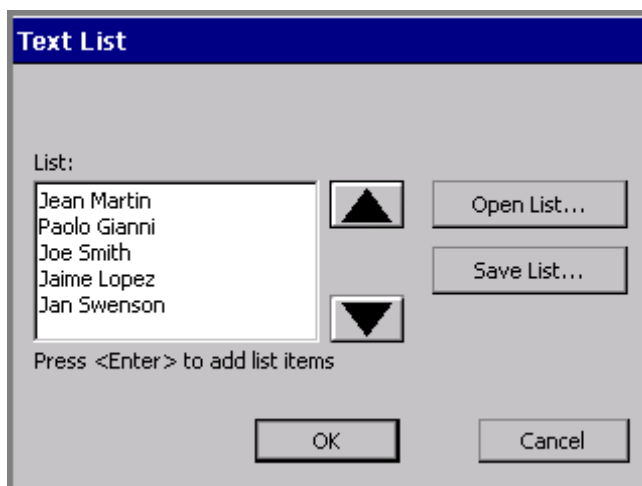 Text List
List:
Jean Martin
Paolo Gianni
Joe Smith
Jaime Lopez
Jan Swenson
Open List...
Save List...
Press <Enter> to add list items
OK
Cancel